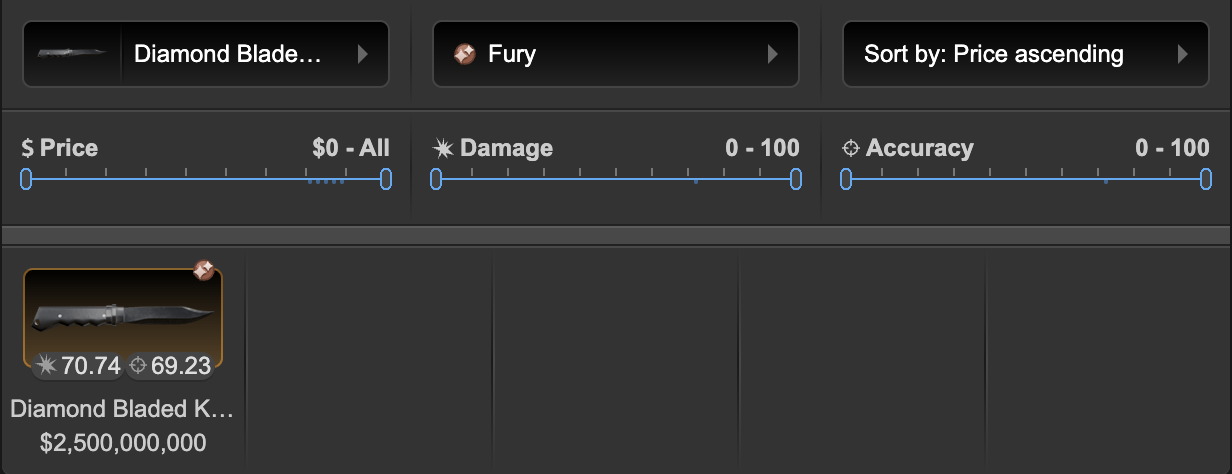 Diamond Blade...
Fury
Sort by: Price ascending
$ Price
$0 - All
Damage
0 - 100
Accuracy
0 - 100
70.74
69.23
Diamond Bladed K...
$2,500,000,000